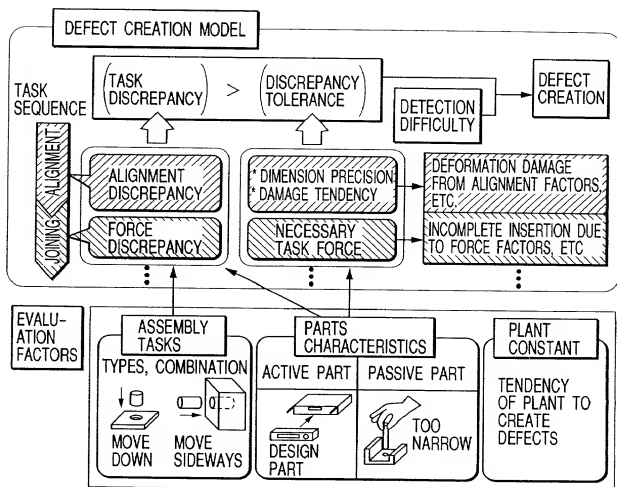 DEFECT CREATION MODEL
TASK
SEQUENCE
(TASK
DISCREPANCY)
>
(DISCREPANCY
TOLERANCE)
DETECTION
DIFFICULTY
DEFECT
CREATION
ALIGNMENT
JOINING
ALIGNMENT
DISCREPANCY
* DIMENSION PRECISION
* DAMAGE TENDENCY
DEFORMATION DAMAGE
FROM ALIGNMENT FACTORS,
ETC.
FORCE
DISCREPANCY
NECESSARY
TASK FORCE
INCOMPLETE INSERTION DUE
TO FORCE FACTORS, ETC
EVALU-
ATION
FACTORS
ASSEMBLY
TASKS
TYPES, COMBINATION
MOVE
DOWN
MOVE
SIDEWAYS
PARTS
CHARACTERISTICS
ACTIVE PART
DESIGN
PART
PASSIVE PART
TOO
NARROW
PLANT
CONSTANT
TENDENCY
OF PLANT TO
CREATE
DEFECTS